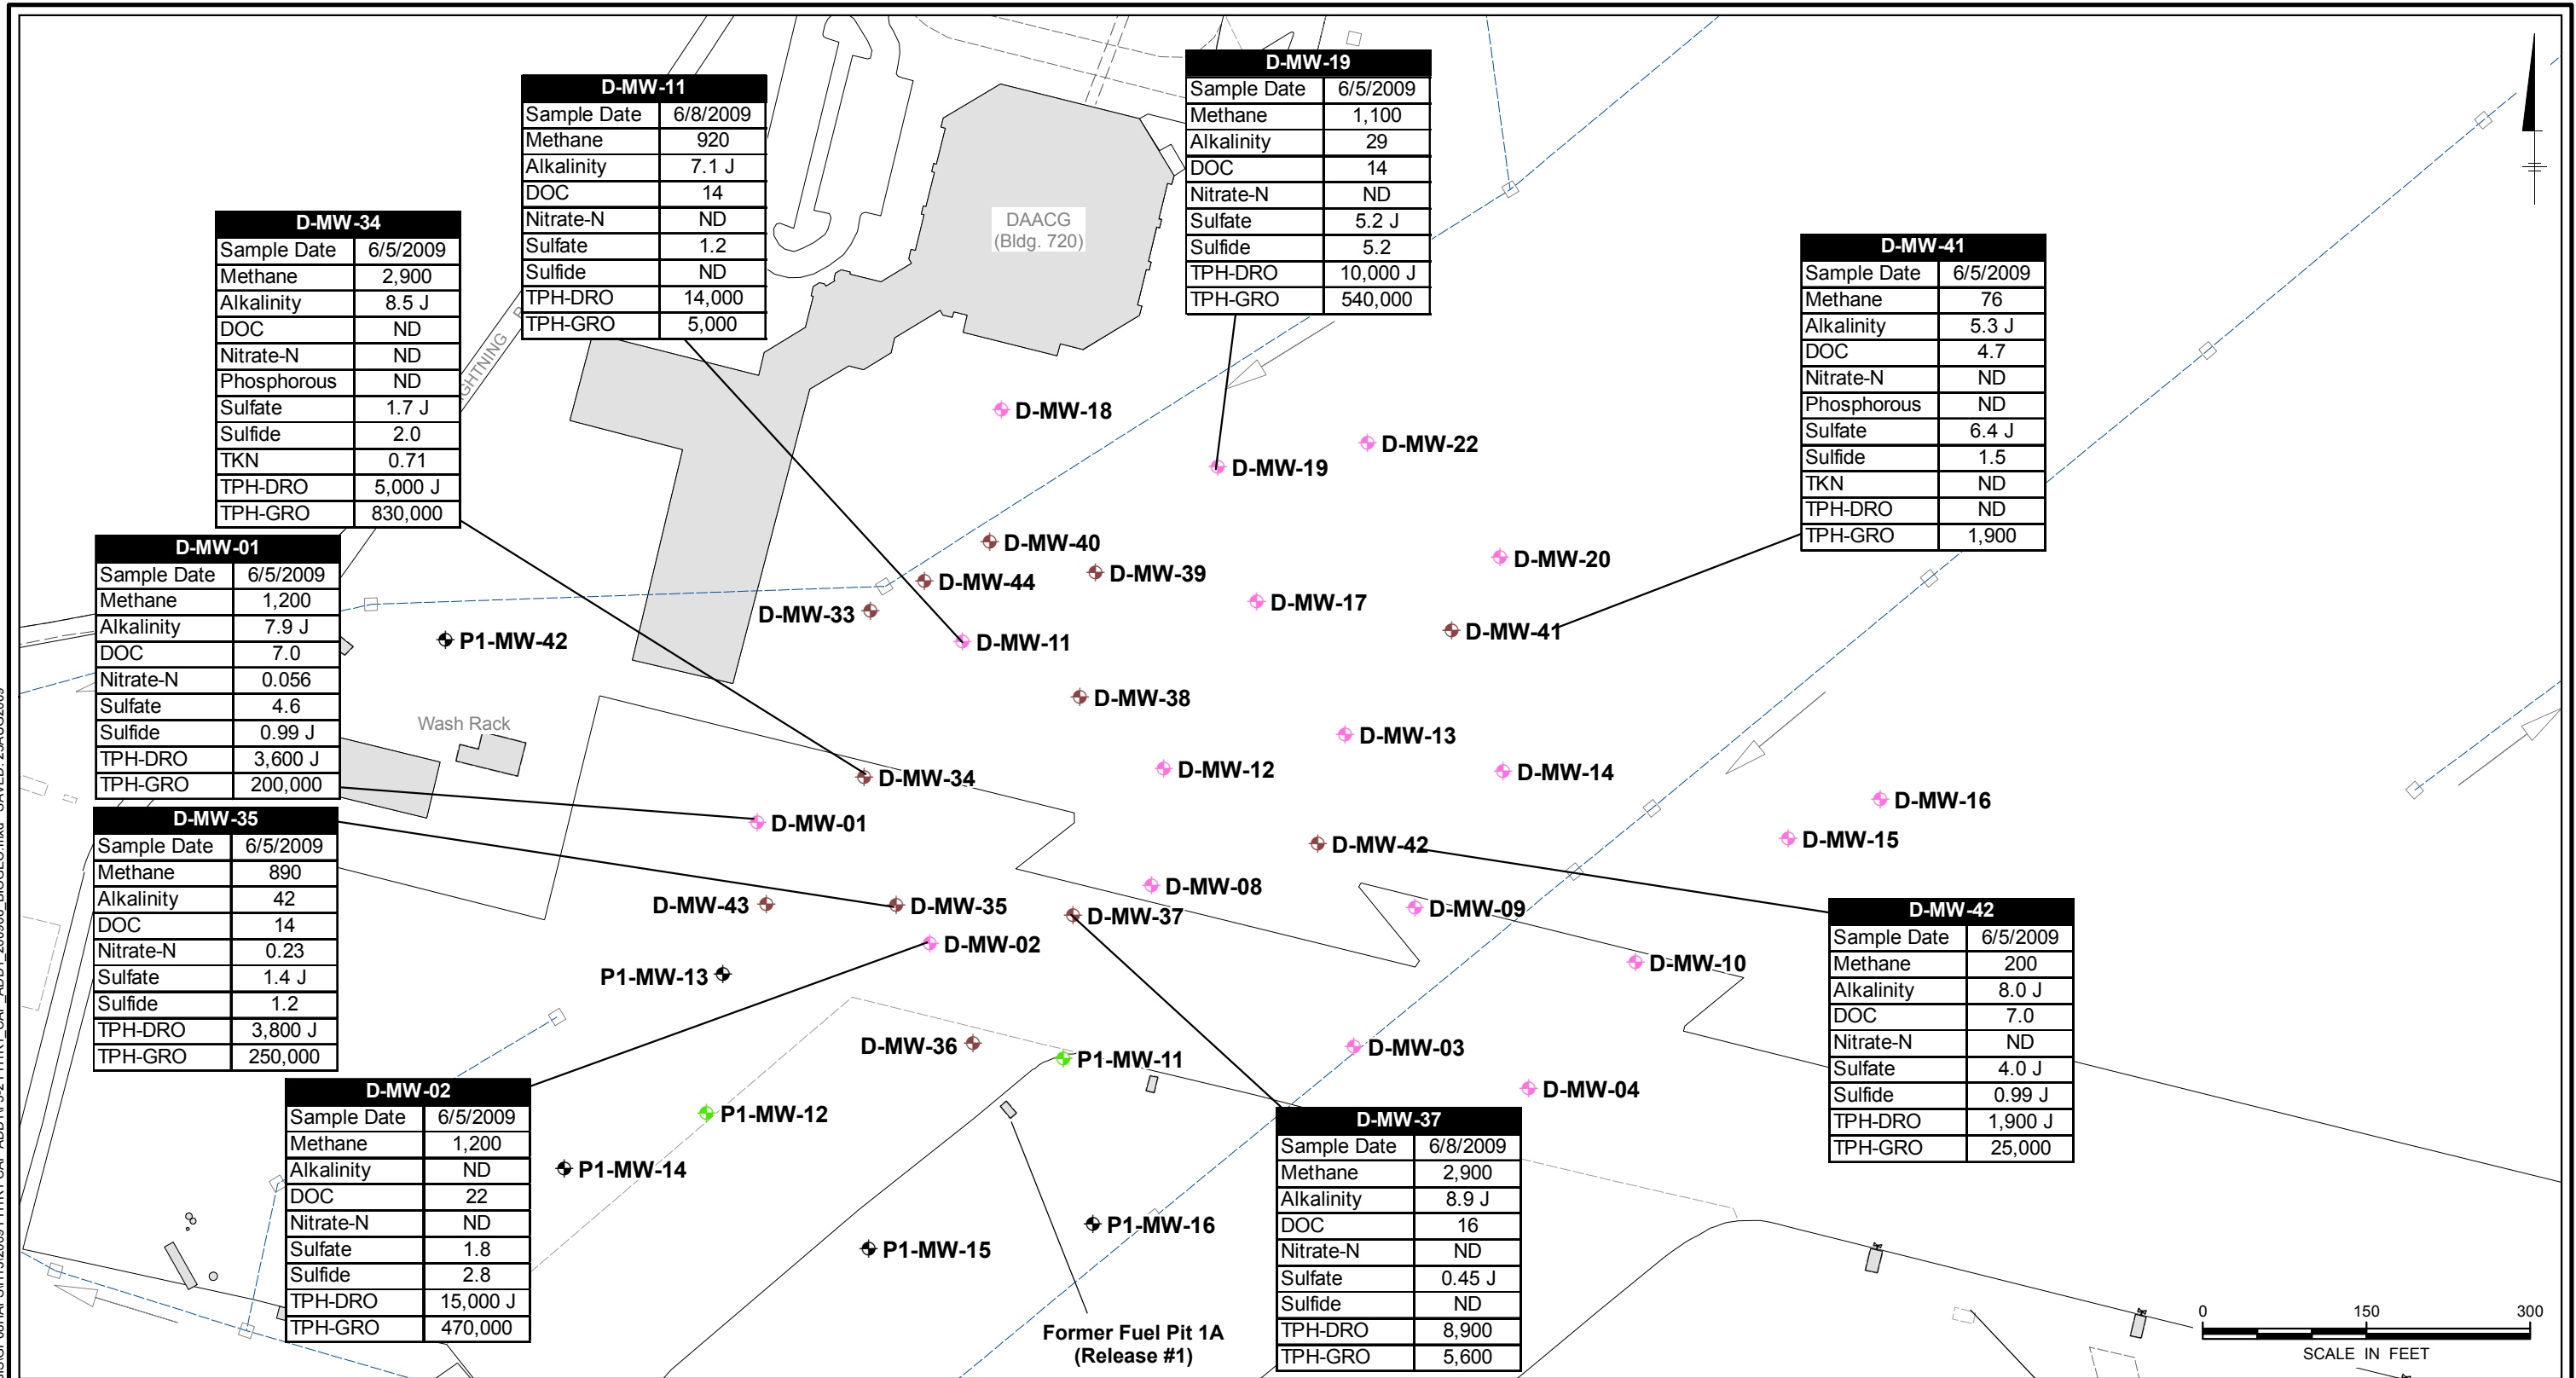 D-MW-11
Sample Date 6/8/2009
Methane 920
Alkalinity 7.1 J
DOC 14
Nitrate-N ND
Sulfate 1.2
Sulfide ND
TPH-DRO 14,000
TPH-GRO 5,000
D-MW-19
Sample Date 6/5/2009
Methane 1,100
Alkalinity 29
DOC 14
Nitrate-N ND
Sulfate 5.2 J
Sulfide 5.2
TPH-DRO 10,000 J
TPH-GRO 540,000
DAACG
(Bldg. 720)
D-MW-34
Sample Date 6/5/2009
Methane 2,900
Alkalinity 8.5 J
DOC ND
Nitrate-N ND
Phosphorous ND
Sulfate 1.7 J
Sulfide 2.0
TKN 0.71
TPH-DRO 5,000 J
TPH-GRO 830,000
D-MW-41
Sample Date 6/5/2009
Methane 76
Alkalinity 5.3 J
DOC 4.7
Nitrate-N ND
Phosphorous ND
Sulfate 6.4 J
Sulfide 1.5
TKN ND
TPH-DRO ND
TPH-GRO 1,900
D-MW-18
D-MW-22
D-MW-19
D-MW-40
D-MW-20
D-MW-39
D-MW-44
D-MW-17
D-MW-33
D-MW-41
P1-MW-42
D-MW-11
D-MW-38
Wash Rack
D-MW-13
D-MW-12
D-MW-14
D-MW-34
D-MW-16
D-MW-01
D-MW-15
D-MW-42
D-MW-08
D-MW-43
D-MW-35
D-MW-37
D-MW-09
D-MW-02
D-MW-10
P1-MW-13
D-MW-36
P1-MW-11
D-MW-03
D-MW-04
P1-MW-12
P1-MW-14
P1-MW-16
P1-MW-15
D-MW-01
Sample Date 6/5/2009
Methane 1,200
Alkalinity 7.9 J
DOC 7.0
Nitrate-N 0.056
Sulfate 4.6
Sulfide 0.99 J
TPH-DRO 3,600 J
TPH-GRO 200,000
D-MW-35
Sample Date 6/5/2009
Methane 890
Alkalinity 42
DOC 14
Nitrate-N 0.23
Sulfate 1.4 J
Sulfide 1.2
TPH-DRO 3,800 J
TPH-GRO 250,000
D-MW-02
Sample Date 6/5/2009
Methane 1,200
Alkalinity ND
DOC 22
Nitrate-N ND
Sulfate 1.8
Sulfide 2.8
TPH-DRO 15,000 J
TPH-GRO 470,000
D-MW-37
Sample Date 6/8/2009
Methane 2,900
Alkalinity 8.9 J
DOC 16
Nitrate-N ND
Sulfate 0.45 J
Sulfide ND
TPH-DRO 8,900
TPH-GRO 5,600
D-MW-42
Sample Date 6/5/2009
Methane 200
Alkalinity 8.0 J
DOC 7.0
Nitrate-N ND
Sulfate 4.0 J
Sulfide 0.99 J
TPH-DRO 1,900 J
TPH-GRO 25,000
Former Fuel Pit 1A
(Release #1)
0 150 300
SCALE IN FEET